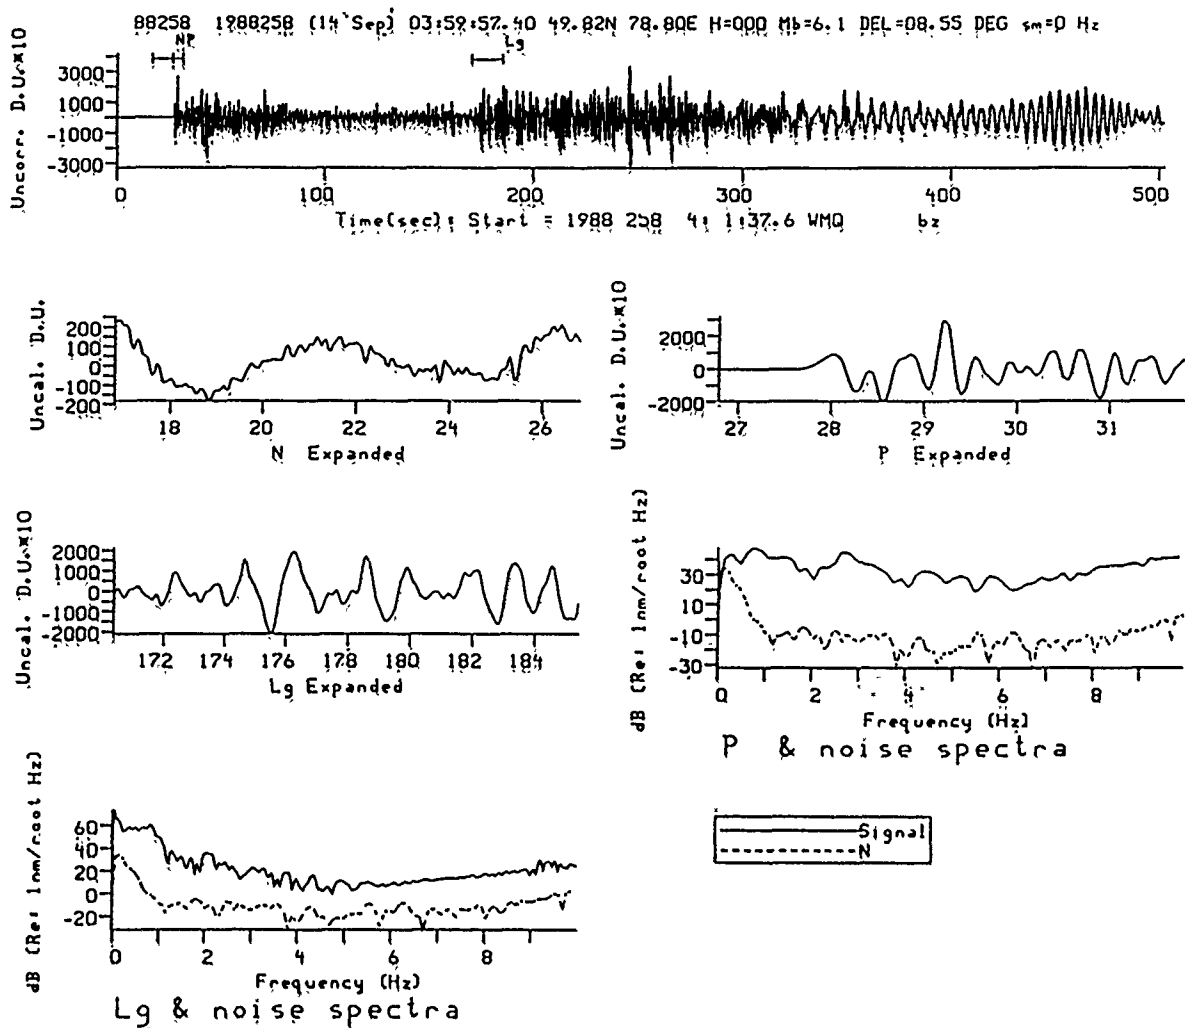 88258 1988258 (14 Sep) 03:59:57.40 49.82N 78.80E H=000 Mb=6.1 DEL=08.55 DEG sm=0 Hz
NP
Lg
Uncorr. D.U.*10
3000
1000
-1000
-3000
0 100 200 300 400 500
Time(sec): Start = 1988 258 4: 1:37.6 WMQ bz
Uncal. D.U.
200
100
0
-100
-200
18 20 22 24 26
N Expanded
Uncal. D.U.*10
2000
0
-2000
27 28 29 30 31
P Expanded
Uncal. D.U.*10
2000
1000
0
-1000
-2000
172 174 176 178 180 182 184
Lg Expanded
dB (Re: 1nm/root Hz)
30
10
-10
-30
0 2 4 6 8
Frequency (Hz)
P & noise spectra
dB (Re: 1nm/root Hz)
60
40
20
0
-20
0 2 4 6 8
Frequency (Hz)
Lg & noise spectra
Signal
N